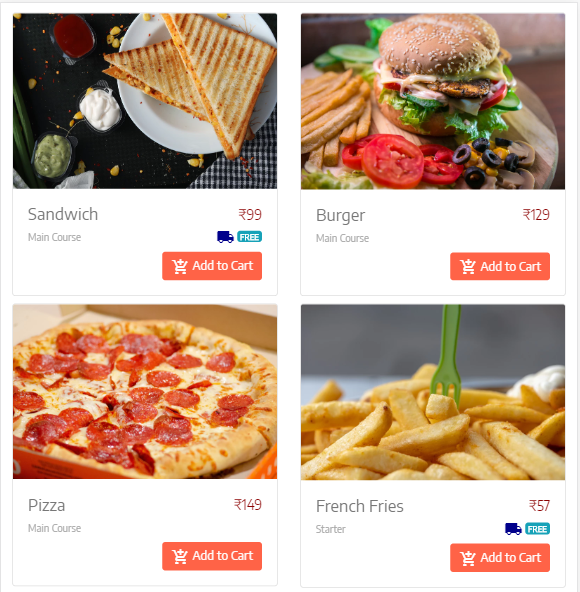 Sandwich ₹99
Main Course FREE
Add to Cart
Burger ₹129
Main Course
Add to Cart
Pizza ₹149
Main Course
Add to Cart
French Fries ₹57
Starter FREE
Add to Cart